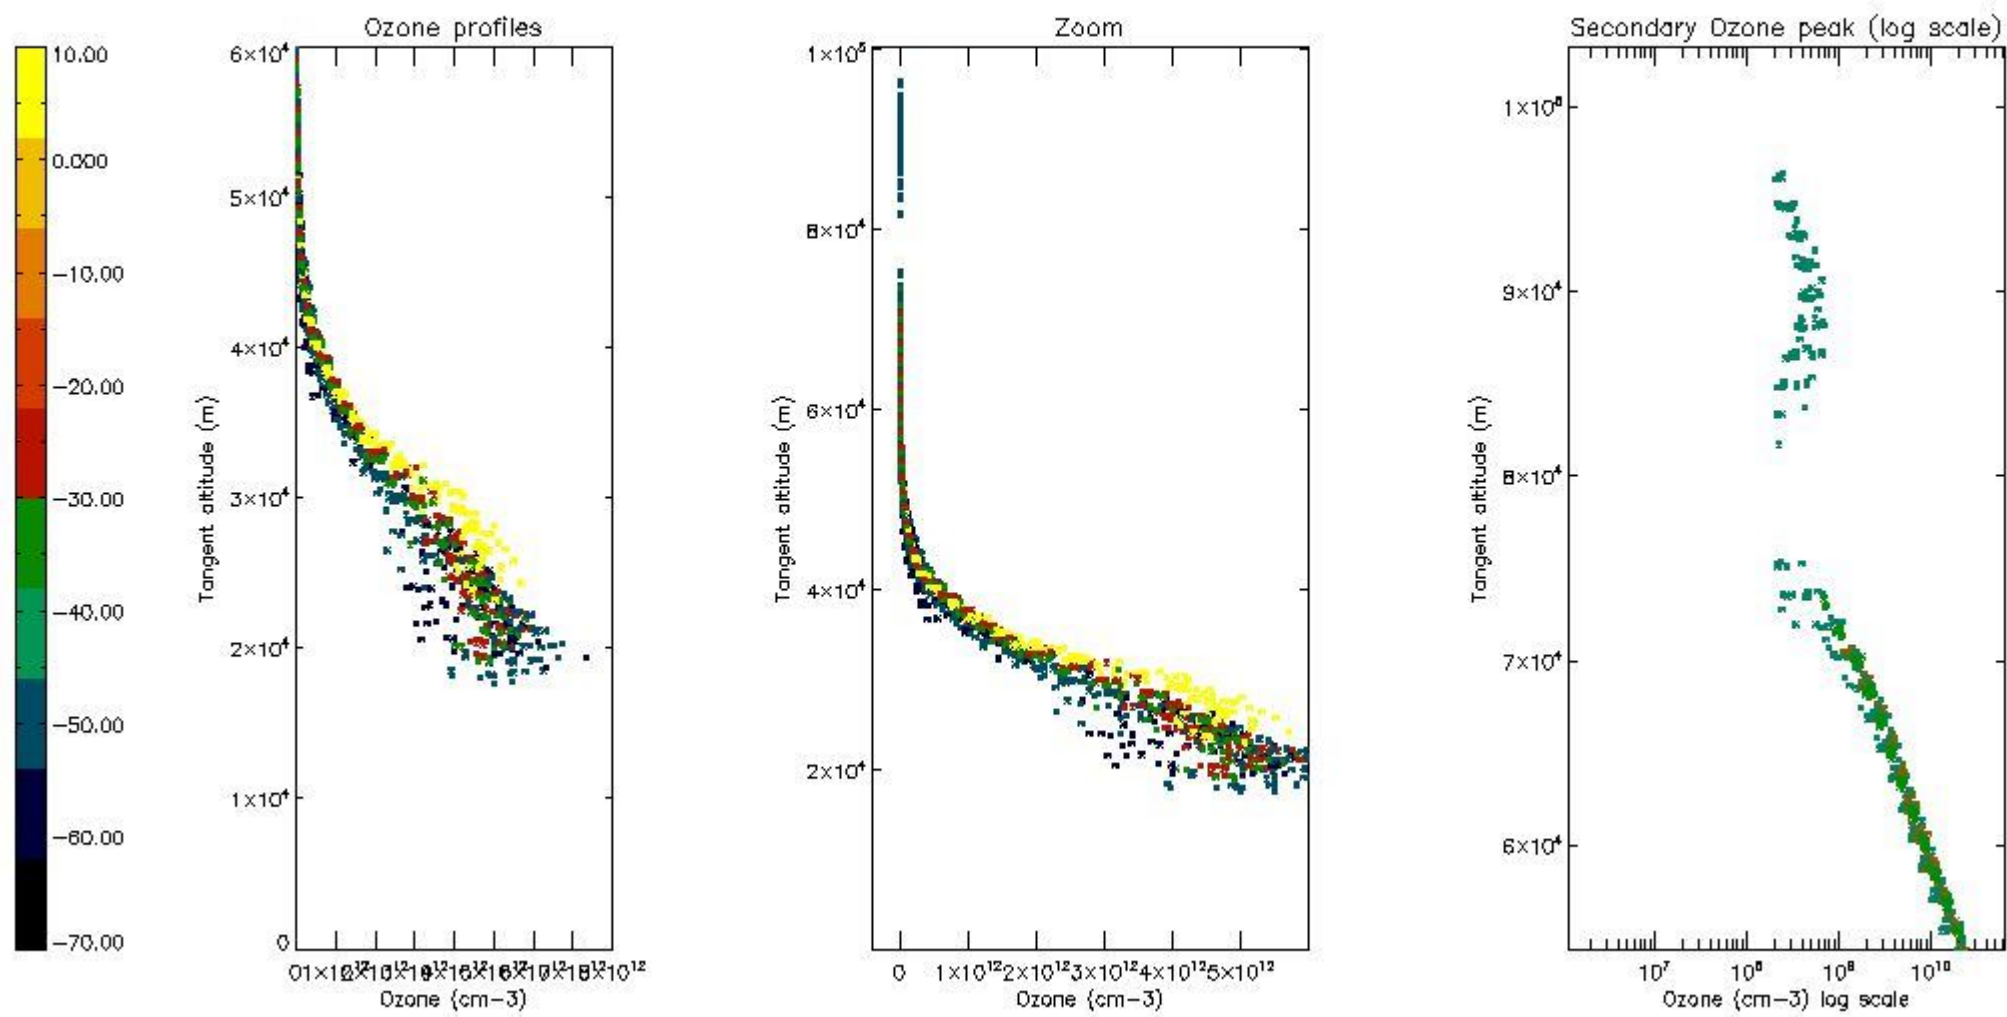 Ozone profiles
Zoom
Secondary Ozone peak (log scale)
10.00
0.000
−10.00
−20.00
−30.00
−40.00
−50.00
−60.00
−70.00
6×10⁴
5×10⁴
4×10⁴
3×10⁴
2×10⁴
1×10⁴
0
Tangent altitude (m)
Ozone (cm−3)
1×10⁵
8×10⁴
6×10⁴
4×10⁴
2×10⁴
Tangent altitude (m)
0 1×10¹² 2×10¹² 3×10¹² 4×10¹² 5×10¹²
Ozone (cm−3)
9×10⁴
8×10⁴
7×10⁴
6×10⁴
Tangent altitude (m)
10⁷ 10⁸ 10⁹ 10¹⁰
Ozone (cm−3) log scale